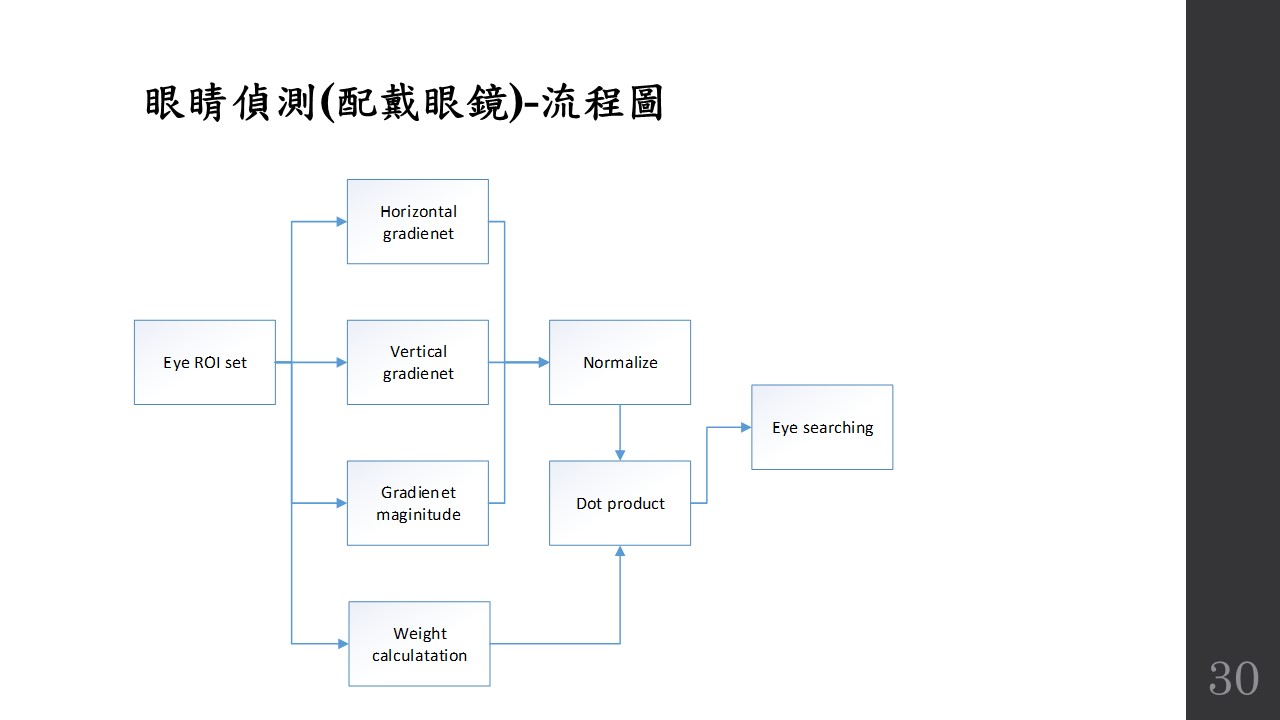 眼睛偵測(配戴眼鏡)-流程圖
Horizontal
gradienet
Eye ROI set
Vertical
gradienet
Normalize
Eye searching
Gradienet
maginitude
Dot product
Weight
calculatation
30